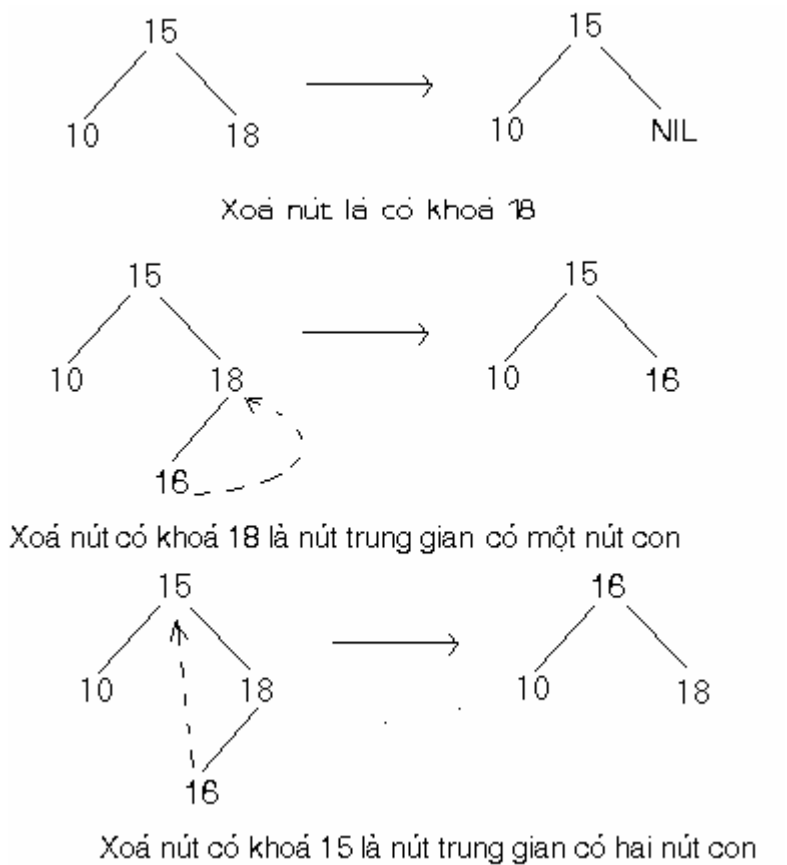 15 15
10 18 10 NIL
Xoá nút lá có khoá 18
15 15
10 18 10 16
16
Xoá nút có khoá 18 là nút trung gian có một nút con
15 16
10 18 10 18
16
Xoá nút có khoá 15 là nút trung gian có hai nút con